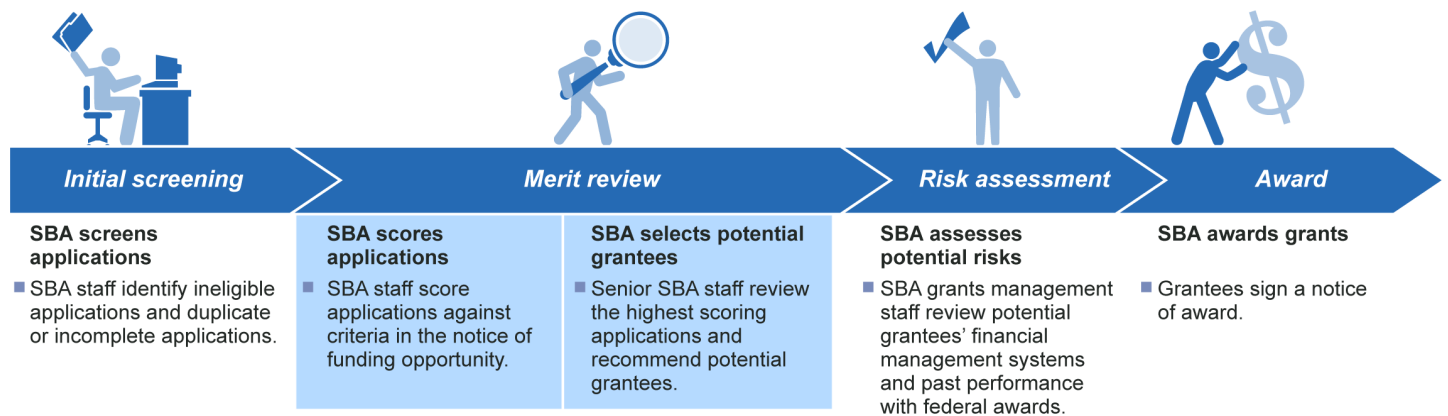 Initial screening
Merit review
Risk assessment
Award
SBA screens
applications
SBA staff identify ineligible
applications and duplicate
or incomplete applications.
SBA scores
applications
SBA staff score
applications against
criteria in the notice of
funding opportunity.
SBA selects potential
grantees
Senior SBA staff review
the highest scoring
applications and
recommend potential
grantees.
SBA assesses
potential risks
SBA grants management
staff review potential
grantees’ financial
management systems
and past performance
with federal awards.
SBA awards grants
Grantees sign a notice
of award.